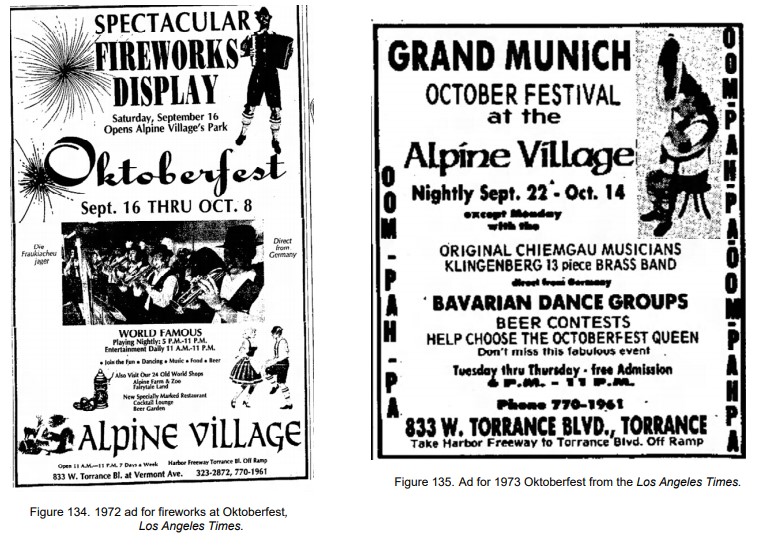 SPECTACULAR
FIREWORKS
DISPLAY
Saturday, September 16
Opens Alpine Village's Park
Oktoberfest
Sept. 16 THRU OCT. 8
Die
Fraukiacheu
jager
Direct
from
Germany
WORLD FAMOUS
Playing Nightly: 5 P.M.-11 P.M.
Entertainment Daily 11 A.M.-11 P.M.
• Join the Fun • Dancing • Music • Food • Beer
Also Visit Our 24 Old World Shops
Alpine Farm & Zoo
Fairytale Land
New Specially Marked Restaurant
Cocktail Lounge
Beer Garden
ALPINE VILLAGE
Open 11 A.M.—11 P.M. 7 Days a Week Harbor Freeway Torrance Bl. Off Ramp
833 W. Torrance Bl. at Vermont Ave. 323-2872, 770-1961
Figure 134. 1972 ad for fireworks at Oktoberfest,
Los Angeles Times.
GRAND MUNICH
OCTOBER FESTIVAL
at the
Alpine Village
Nightly Sept. 22 - Oct. 14
except Monday
with the
ORIGINAL CHIEMGAU MUSICIANS
KLINGENBERG 13 piece BRASS BAND
direct from Germany
BAVARIAN DANCE GROUPS
BEER CONTESTS
HELP CHOOSE THE OCTOBERFEST QUEEN
Don't miss this fabulous event
Tuesday thru Thursday - free Admission
6 P.M. - 11 P.M.
Phone 770-1961
833 W. TORRANCE BLVD., TORRANCE
Take Harbor Freeway to Torrance Blvd. Off Ramp
OOM-PAH-PA
OOM-PAH-PA-OOM-PAHPA
Figure 135. Ad for 1973 Oktoberfest from the Los Angeles Times.